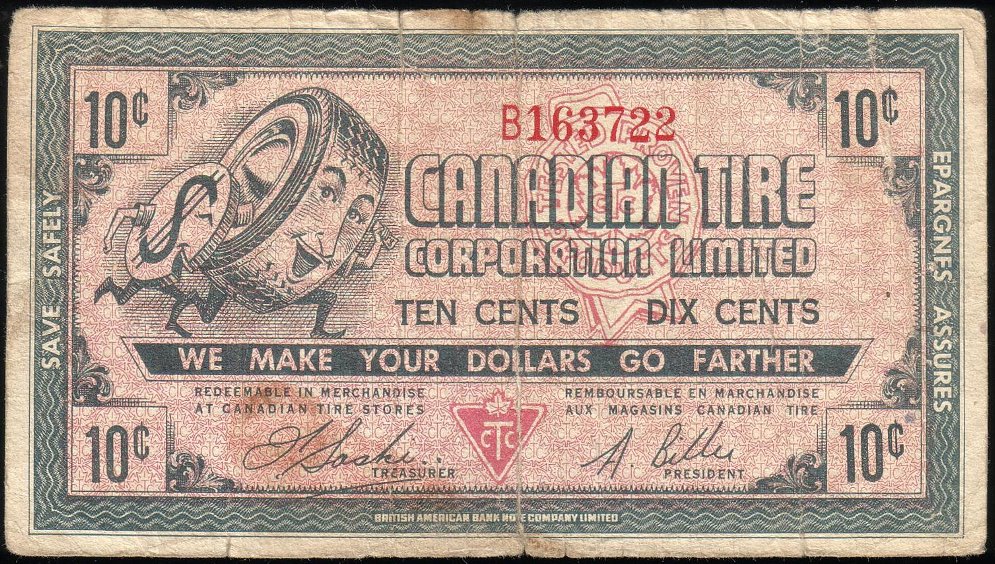 10¢ 10¢
B163722
CANADIAN TIRE
CORPORATION LIMITED
TEN CENTS DIX CENTS
$
SAVE SAFELY
EPARGNES ASSURES
WE MAKE YOUR DOLLARS GO FARTHER
REDEEMABLE IN MERCHANDISE
AT CANADIAN TIRE STORES
REMBOURSABLE EN MARCHANDISE
AUX MAGASINS CANADIAN TIRE
10¢ 10¢
CTC
TREASURER
A. Billes
PRESIDENT
BRITISH AMERICAN BANK NOTE COMPANY LIMITED